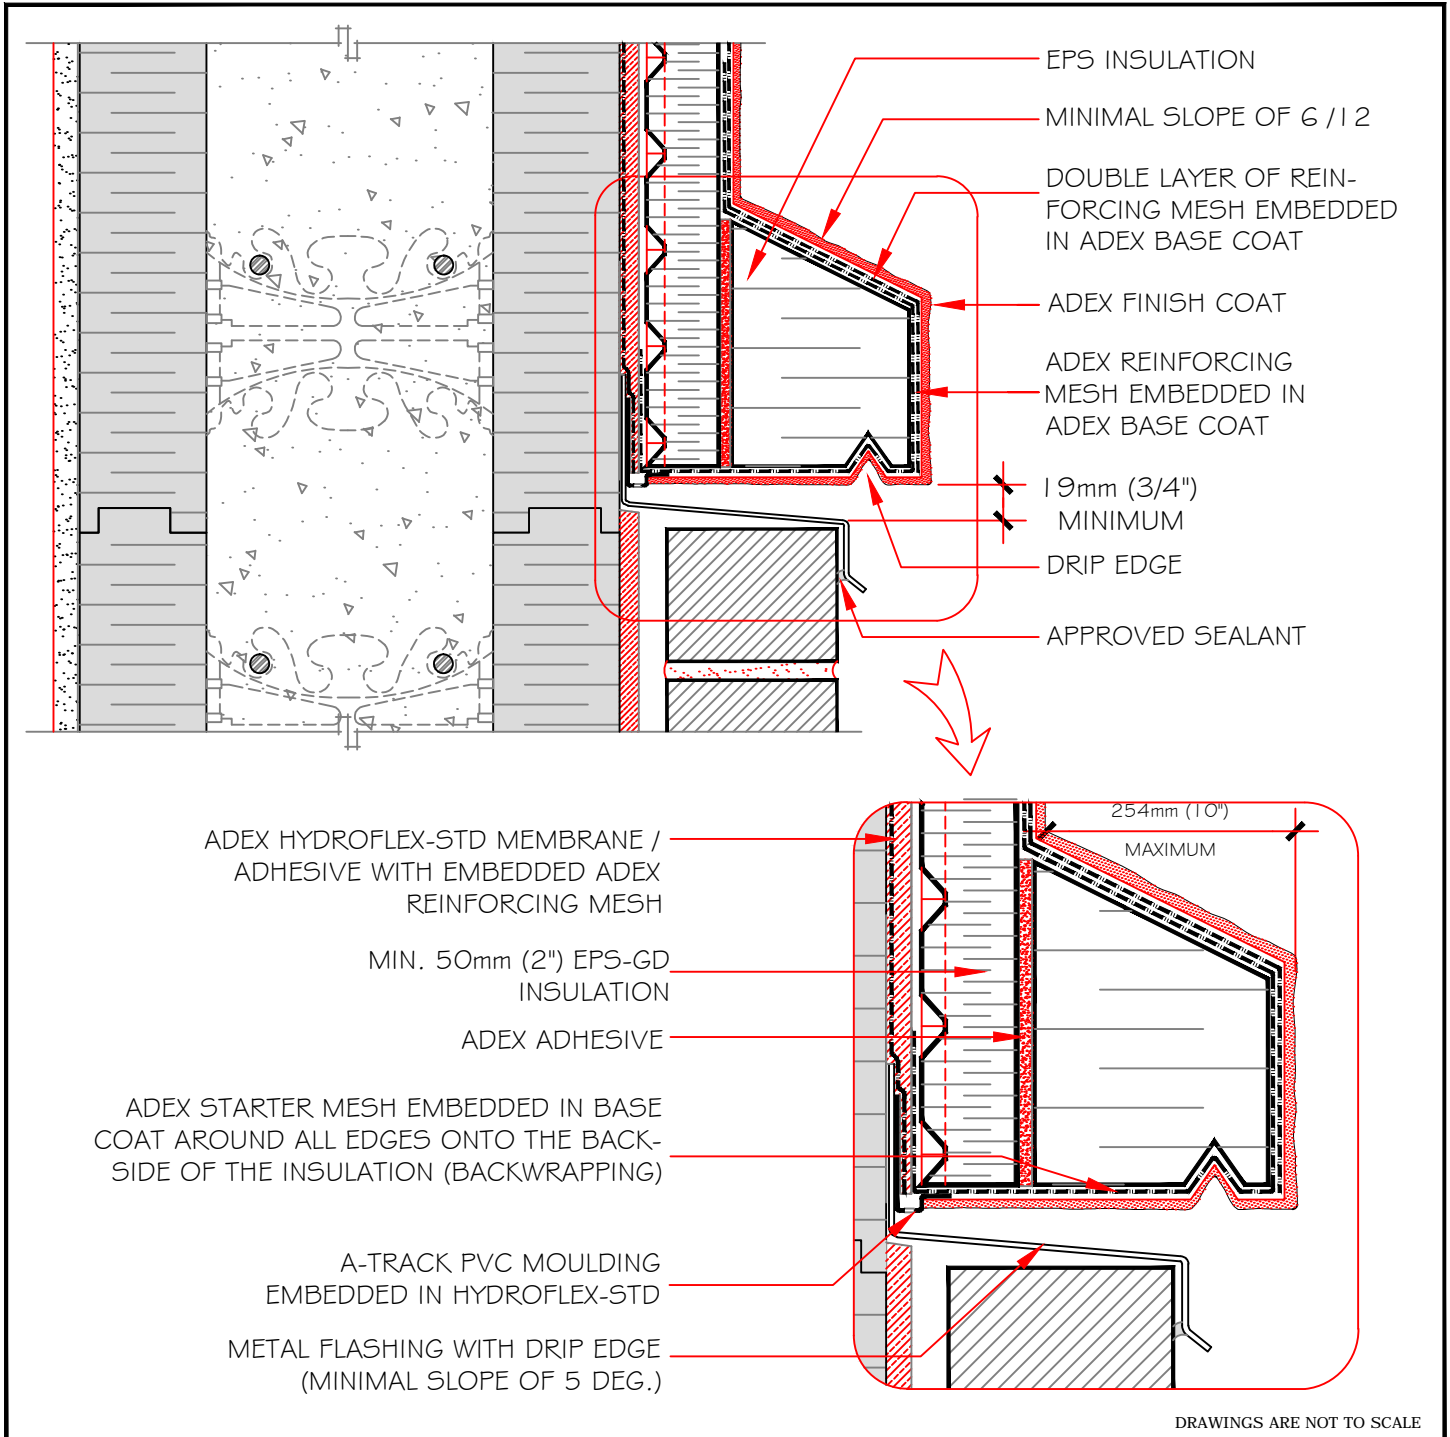 EPS INSULATION
MINIMAL SLOPE OF 6/12
DOUBLE LAYER OF REIN-
FORCING MESH EMBEDDED
IN ADEX BASE COAT
ADEX FINISH COAT
ADEX REINFORCING
MESH EMBEDDED IN
ADEX BASE COAT
19mm (3/4")
MINIMUM
DRIP EDGE
APPROVED SEALANT
254mm (10")
MAXIMUM
ADEX HYDROFLEX-STD MEMBRANE /
ADHESIVE WITH EMBEDDED ADEX
REINFORCING MESH
MIN. 50mm (2") EPS-GD
INSULATION
ADEX ADHESIVE
ADEX STARTER MESH EMBEDDED IN BASE
COAT AROUND ALL EDGES ONTO THE BACK-
SIDE OF THE INSULATION (BACKWRAPPING)
A-TRACK PVC MOULDING
EMBEDDED IN HYDROFLEX-STD
METAL FLASHING WITH DRIP EDGE
(MINIMAL SLOPE OF 5 DEG.)
DRAWINGS ARE NOT TO SCALE